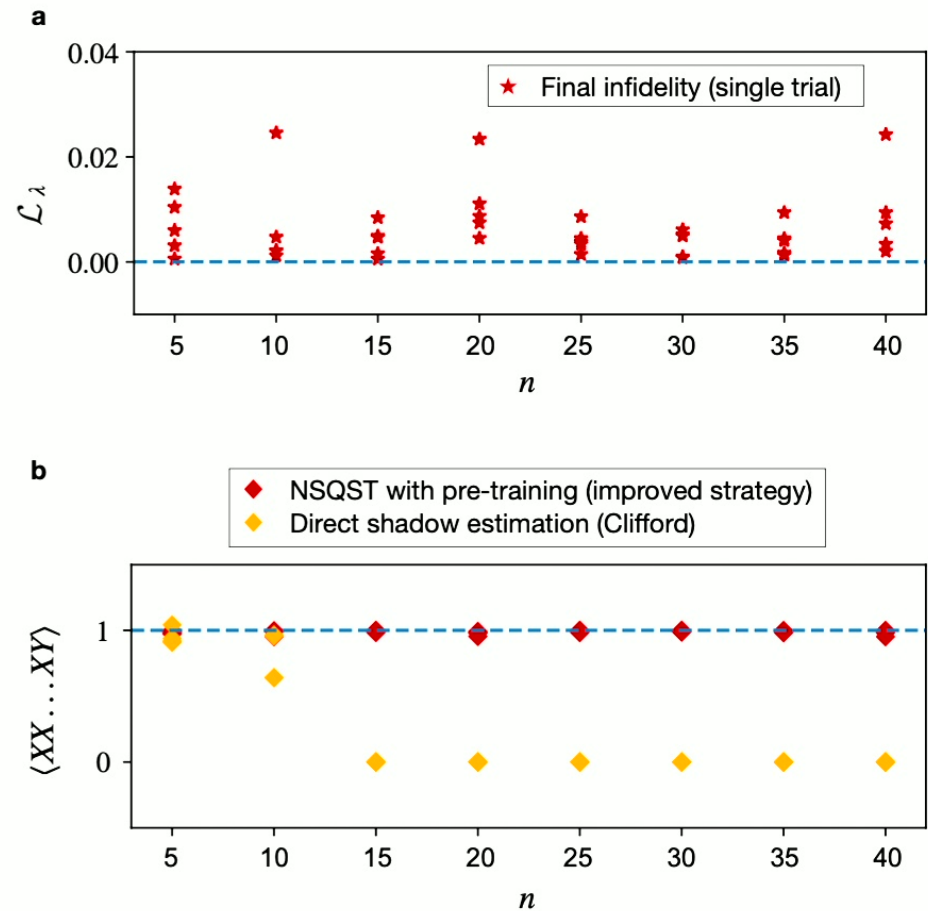 a
0.04
0.02
0.00
ℒ λ
Final infidelity (single trial)
5 10 15 20 25 30 35 40
n
b
NSQST with pre-training (improved strategy)
Direct shadow estimation (Clifford)
1
0
⟨XX....XY⟩
5 10 15 20 25 30 35 40
n